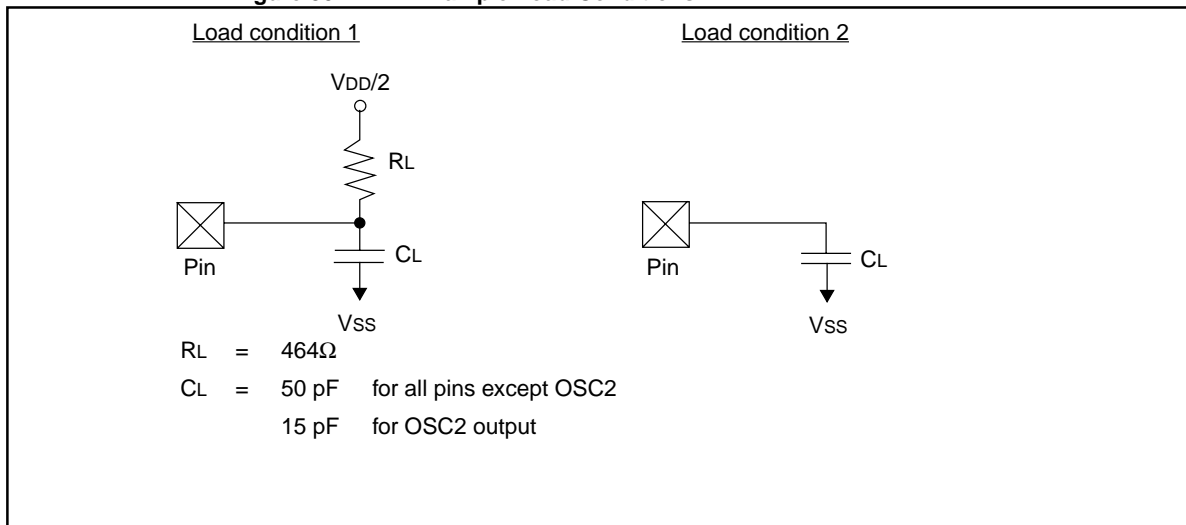 Load condition 1
Load condition 2
VDD/2
RL
Pin
CL
VSS
Pin
CL
VSS
RL = 464Ω
CL = 50 pF for all pins except OSC2
15 pF for OSC2 output